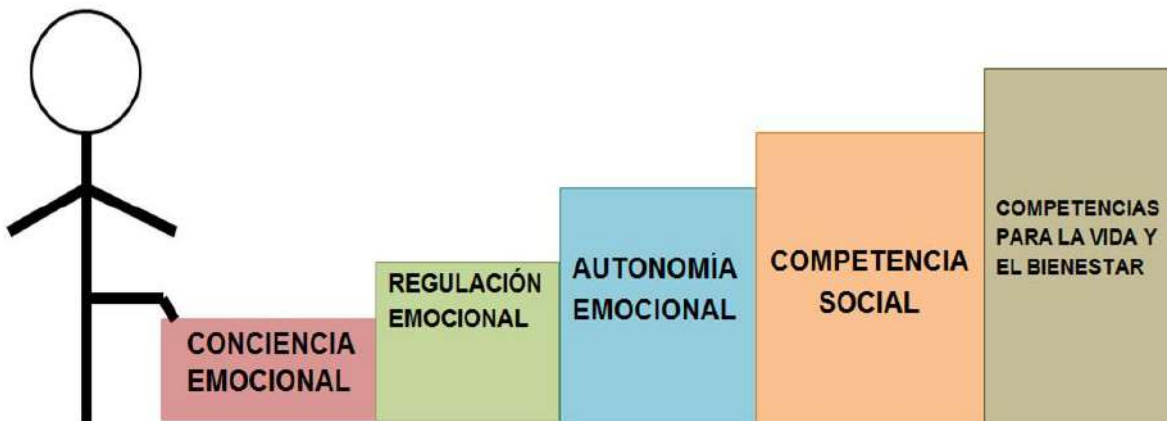 CONCIENCIA
EMOCIONAL
REGULACIÓN
EMOCIONAL
AUTONOMÍA
EMOCIONAL
COMPETENCIA
SOCIAL
COMPETENCIAS
PARA LA VIDA Y
EL BIENESTAR